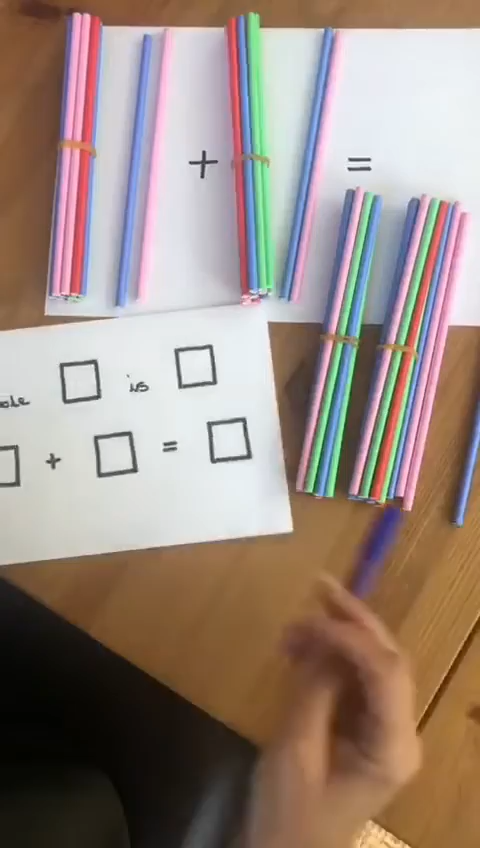 + =
is
+ =